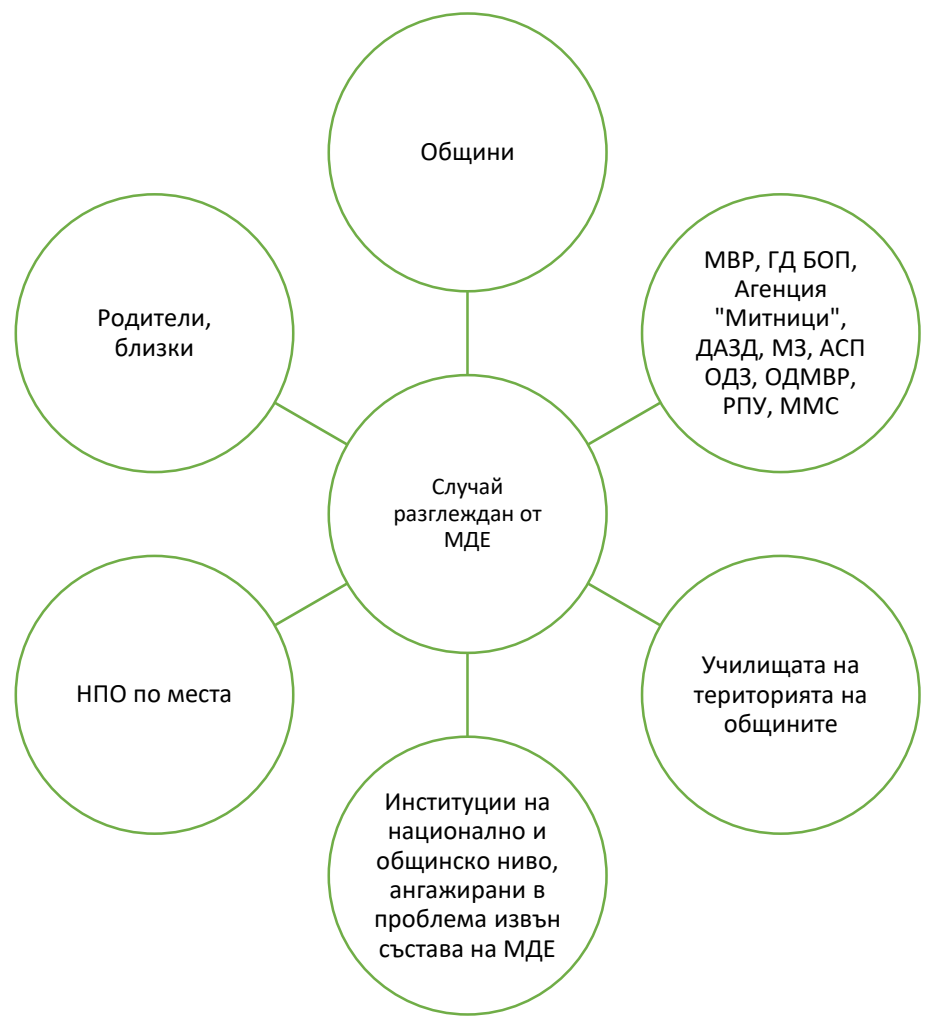 Общини
МВР, ГД БОП,
Агенция
"Митници",
ДАЗД, МЗ, АСП
ОДЗ, ОДМВР,
РПУ, ММС
Родители,
близки
Случай
разглеждан от
МДЕ
Училищата на
територията на
общините
НПО по места
Институции на
национално и
общинско ниво,
ангажирани в
проблема извън
състава на МДЕ